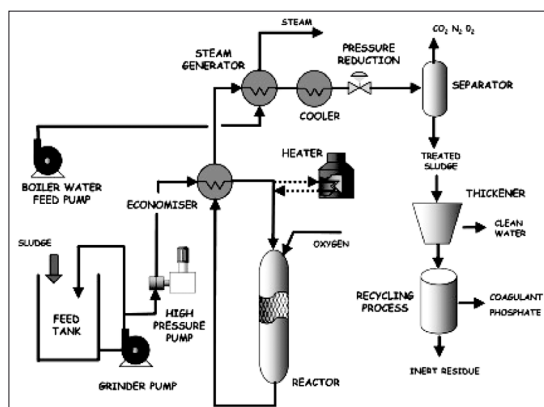 STEAM
CO₂ N₂ O₂
STEAM
GENERATOR
PRESSURE
REDUCTION
SEPARATOR
COOLER
HEATER
TREATED
SLUDGE
BOILER WATER
FEED PUMP
ECONOMISER
THICKENER
CLEAN
WATER
SLUDGE
OXYGEN
FEED
TANK
HIGH
PRESSURE
PUMP
RECYCLING
PROCESS
COAGULANT
PHOSPHATE
GRINDER PUMP
REACTOR
INERT RESIDUE